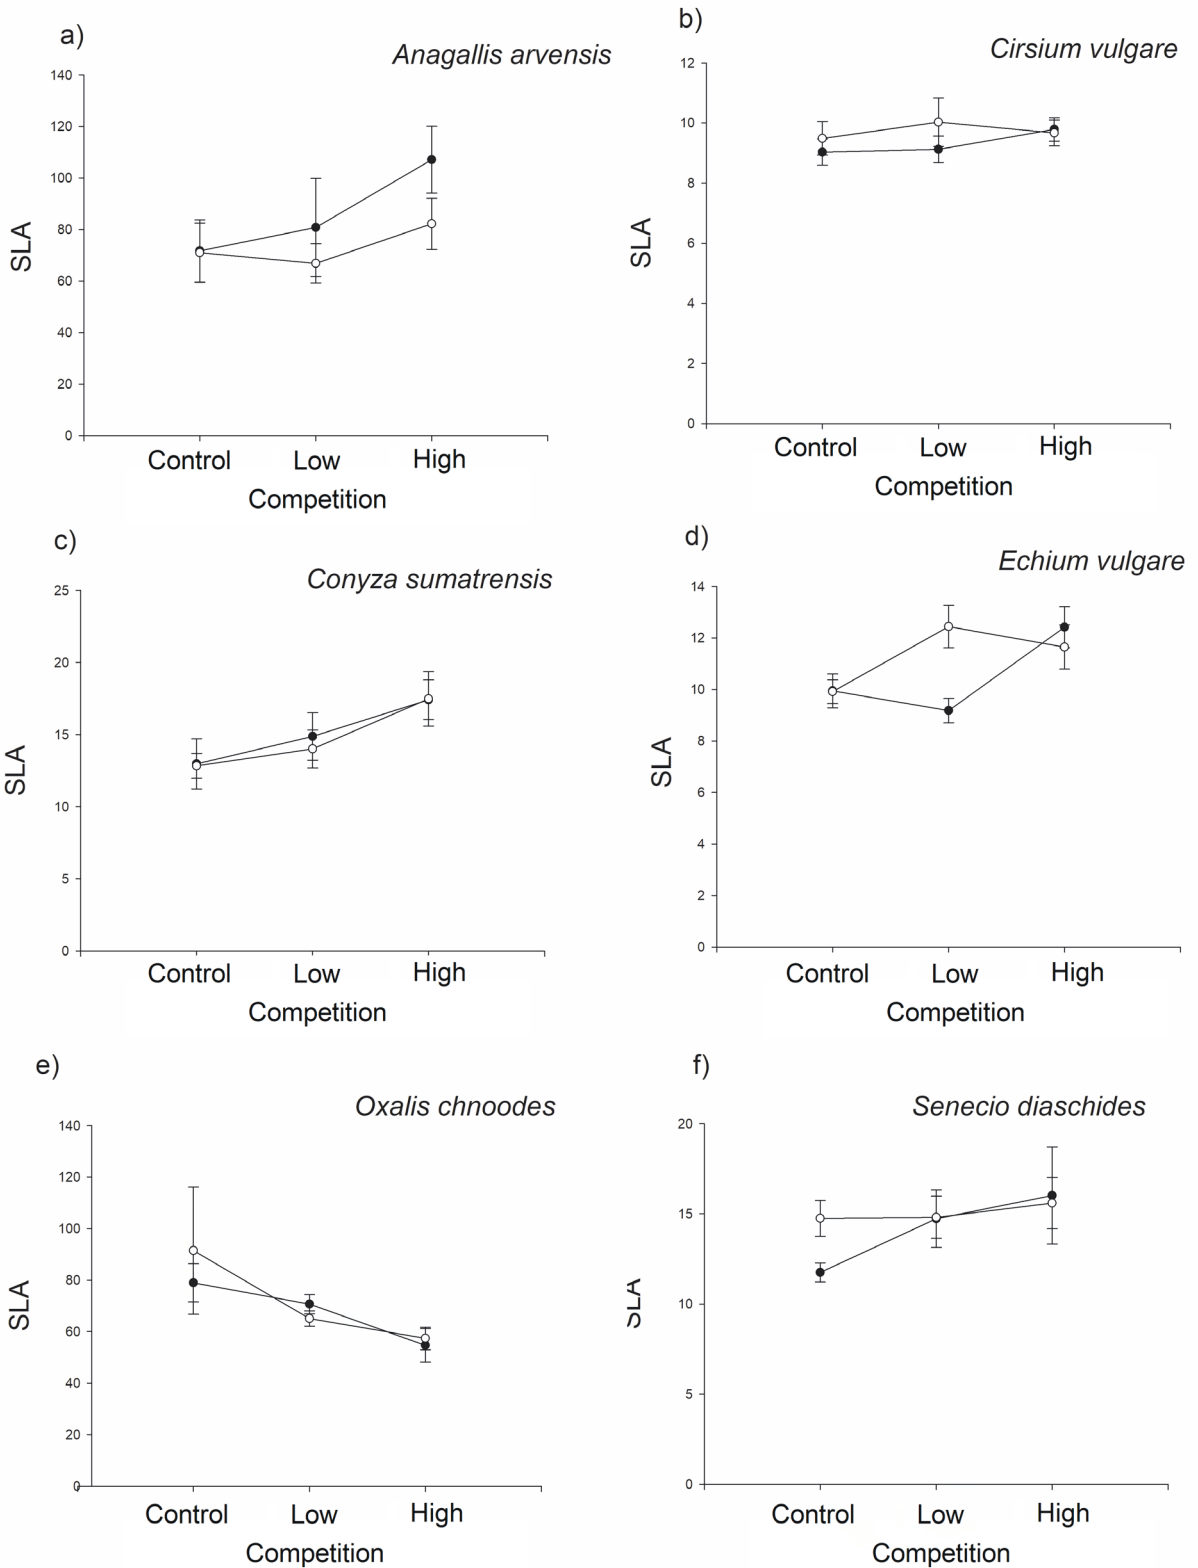 a)
Anagallis arvensis
140
120
100
80
60
40
20
0
SLA
Control Low High
Competition
b)
Cirsium vulgare
12
10
8
6
4
2
0
SLA
Control Low High
Competition
c)
Conyza sumatrensis
25
20
15
10
5
0
SLA
Control Low High
Competition
d)
Echium vulgare
14
12
10
8
6
4
2
0
SLA
Control Low High
Competition
e)
Oxalis chnoodes
140
120
100
80
60
40
20
0
SLA
Control Low High
Competition
f)
Senecio diaschides
20
15
10
5
0
SLA
Control Low High
Competition